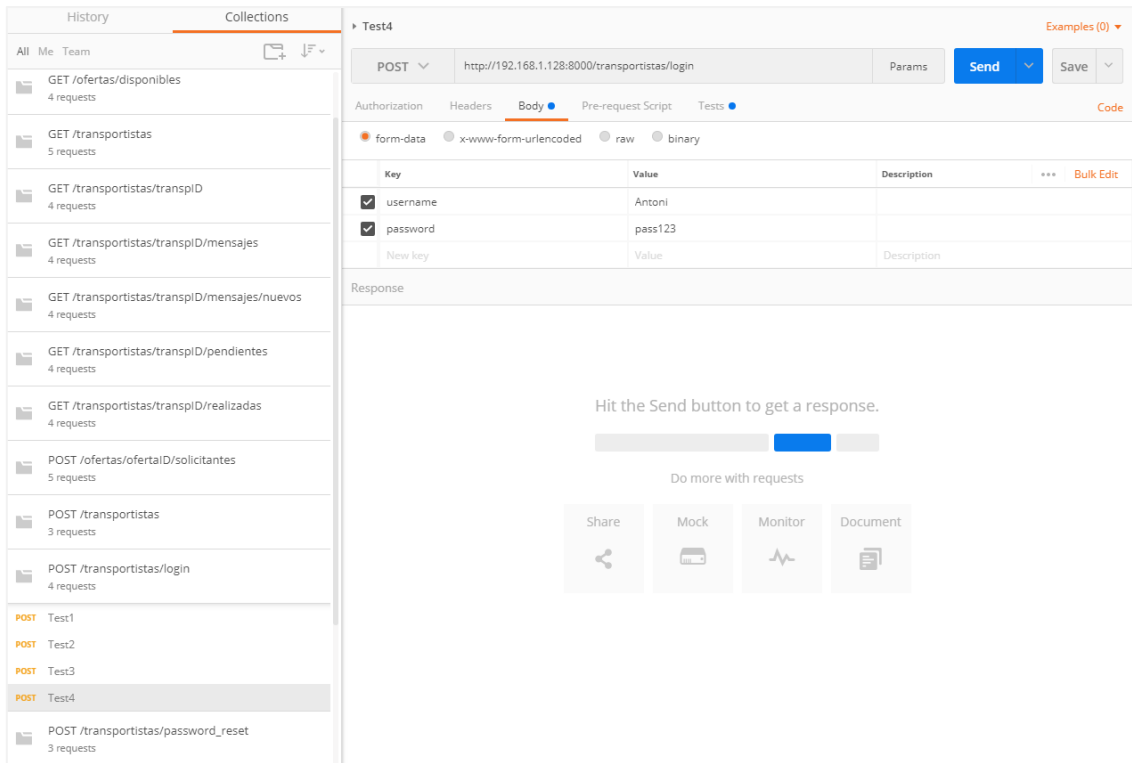 History
Collections
All Me Team
GET /ofertas/disponibles
4 requests
GET /transportistas
5 requests
GET /transportistas/transpID
4 requests
GET /transportistas/transpID/mensajes
4 requests
GET /transportistas/transpID/mensajes/nuevos
4 requests
GET /transportistas/transpID/pendientes
4 requests
GET /transportistas/transpID/realizadas
4 requests
POST /ofertas/ofertaID/solicitantes
5 requests
POST /transportistas
3 requests
POST /transportistas/login
4 requests
POST Test1
POST Test2
POST Test3
POST Test4
POST /transportistas/password_reset
3 requests
Test4
Examples (0)
POST http://192.168.1.128:8000/transportistas/login Params Send Save
Authorization Headers Body Pre-request Script Tests Code
form-data x-www-form-urlencoded raw binary
Key Value Description Bulk Edit
username Antoni
password pass123
New key Value Description
Response
Hit the Send button to get a response.
Do more with requests
Share Mock Monitor Document